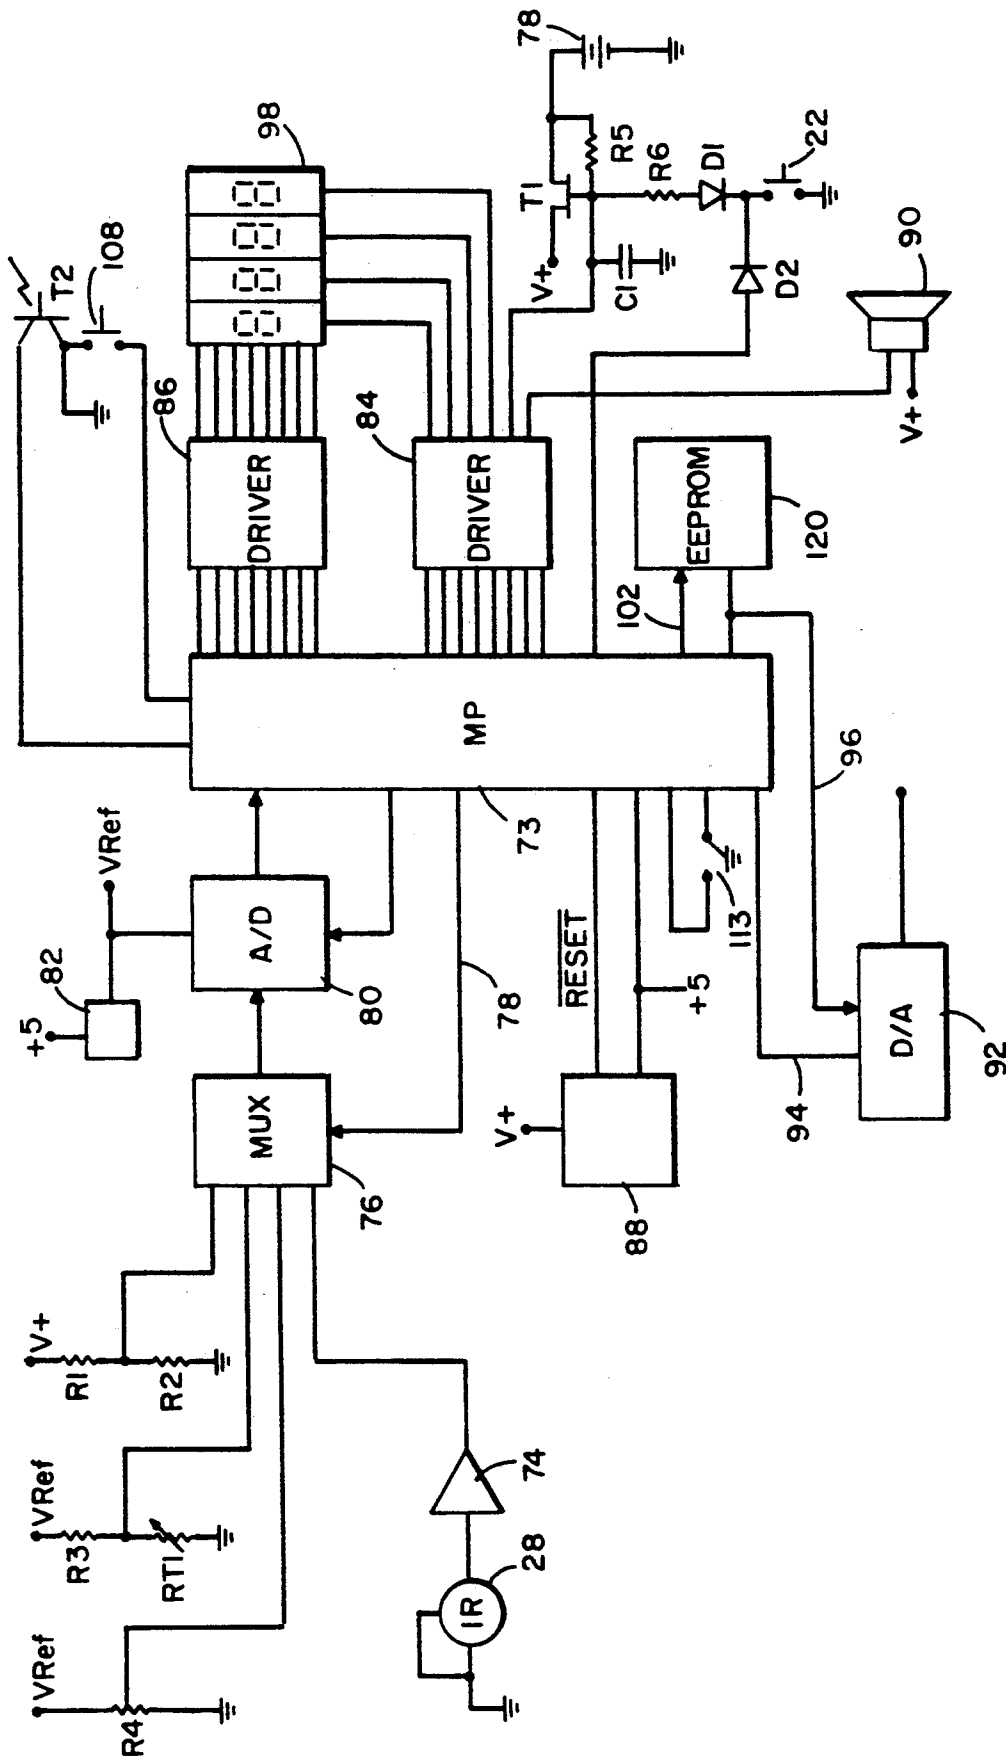 VRef
R4
VRef
R3
RT1
V+
R1
R2
IR
28
74
MUX
76
+5
82
VRef
A/D
80
78
V+
88
RESET
+5
113
MP
73
94
D/A
92
96
T2
108
DRIVER
86
98
DRIVER
84
EEPROM
102
120
V+
T1
78
R5
R6
C1
D1
D2
22
90
V+